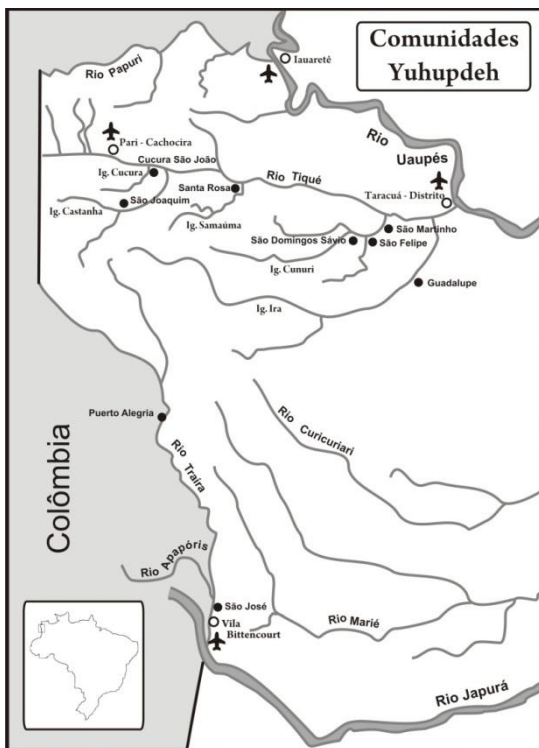 Comunidades
Yuhupdeh
Rio Papuri
Iauaretê
Rio
Uaupés
Pari - Cachocira
Cucura São João
Ig. Cucura
Rio Tiqué
Taracuá - Distrito
Santa Rosa
São Joaquim
Ig. Castanha
Ig. Samaúma
São Martinho
São Domingos Sávio
São Felipe
Ig. Cunuri
Guadalupe
Ig. Ira
Puerto Alegria
Rio Curicuriari
Rio Traíra
Colômbia
Rio Apapóris
São José
Vila
Bittencourt
Rio Marié
Rio Japurá